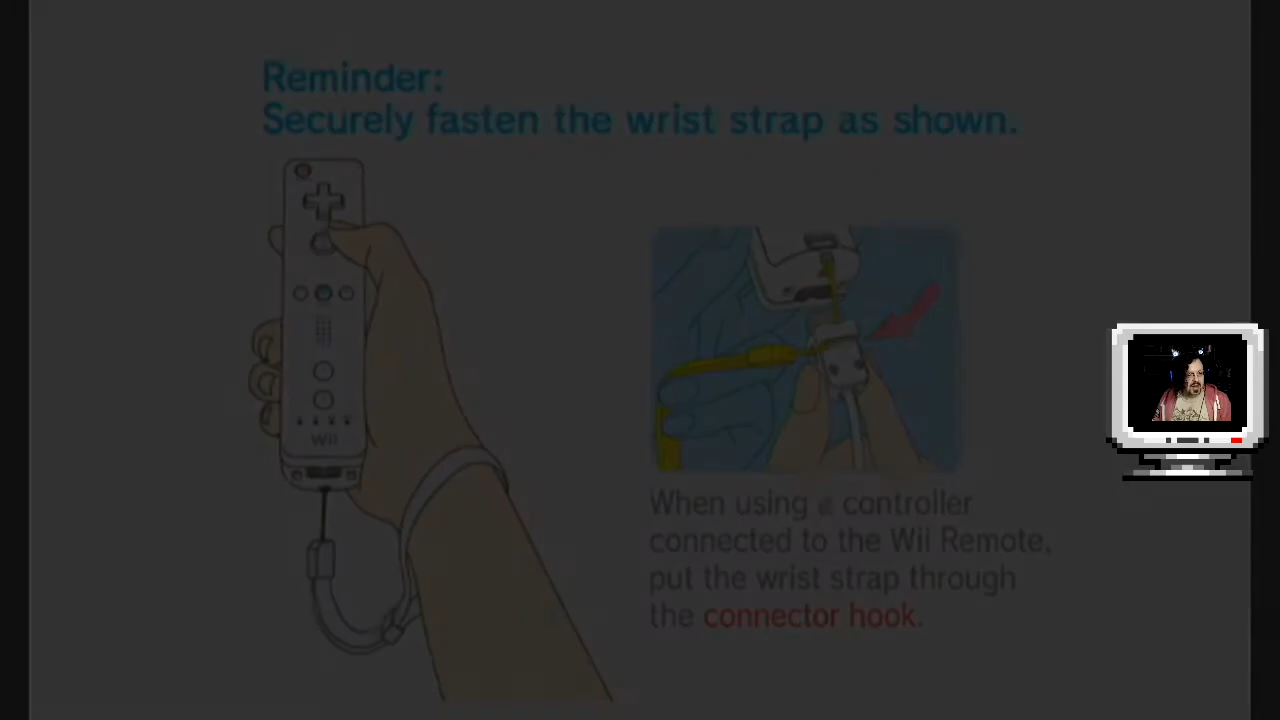 Reminder:
Securely fasten the wrist strap as shown.
Wii
When using a controller
connected to the Wii Remote,
put the wrist strap through
the connector hook.